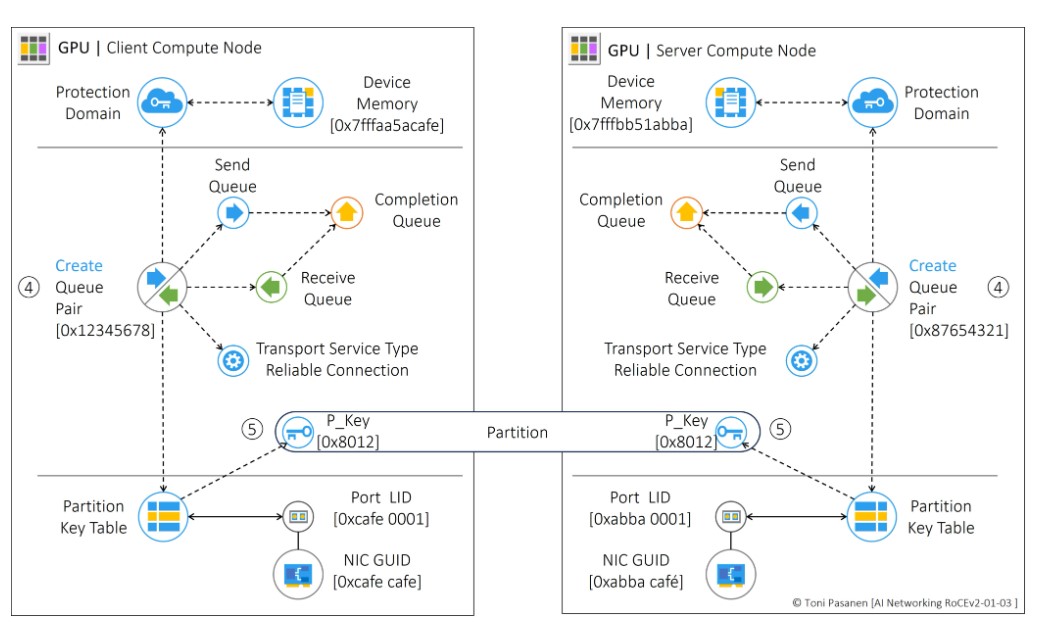 GPU | Client Compute Node
Protection
Domain
Device
Memory
[0x7fffaa5acafe]
Send
Queue
Completion
Queue
④
Create
Queue
Pair
[0x12345678]
Receive
Queue
Transport Service Type
Reliable Connection
⑤
P_Key
[0x8012]
Partition
Partition
Key Table
Port LID
[0xcafe 0001]
NIC GUID
[0xcafe cafe]
GPU | Server Compute Node
Device
Memory
[0x7fffbb51abba]
Protection
Domain
Send
Queue
Completion
Queue
Receive
Queue
Create
Queue
Pair
[0x87654321]
④
Transport Service Type
Reliable Connection
P_Key
[0x8012]
⑤
Port LID
[0xabba 0001]
Partition
Key Table
NIC GUID
[0xabba café]
© Toni Pasanen [AI Networking RoCEv2-01-03 ]